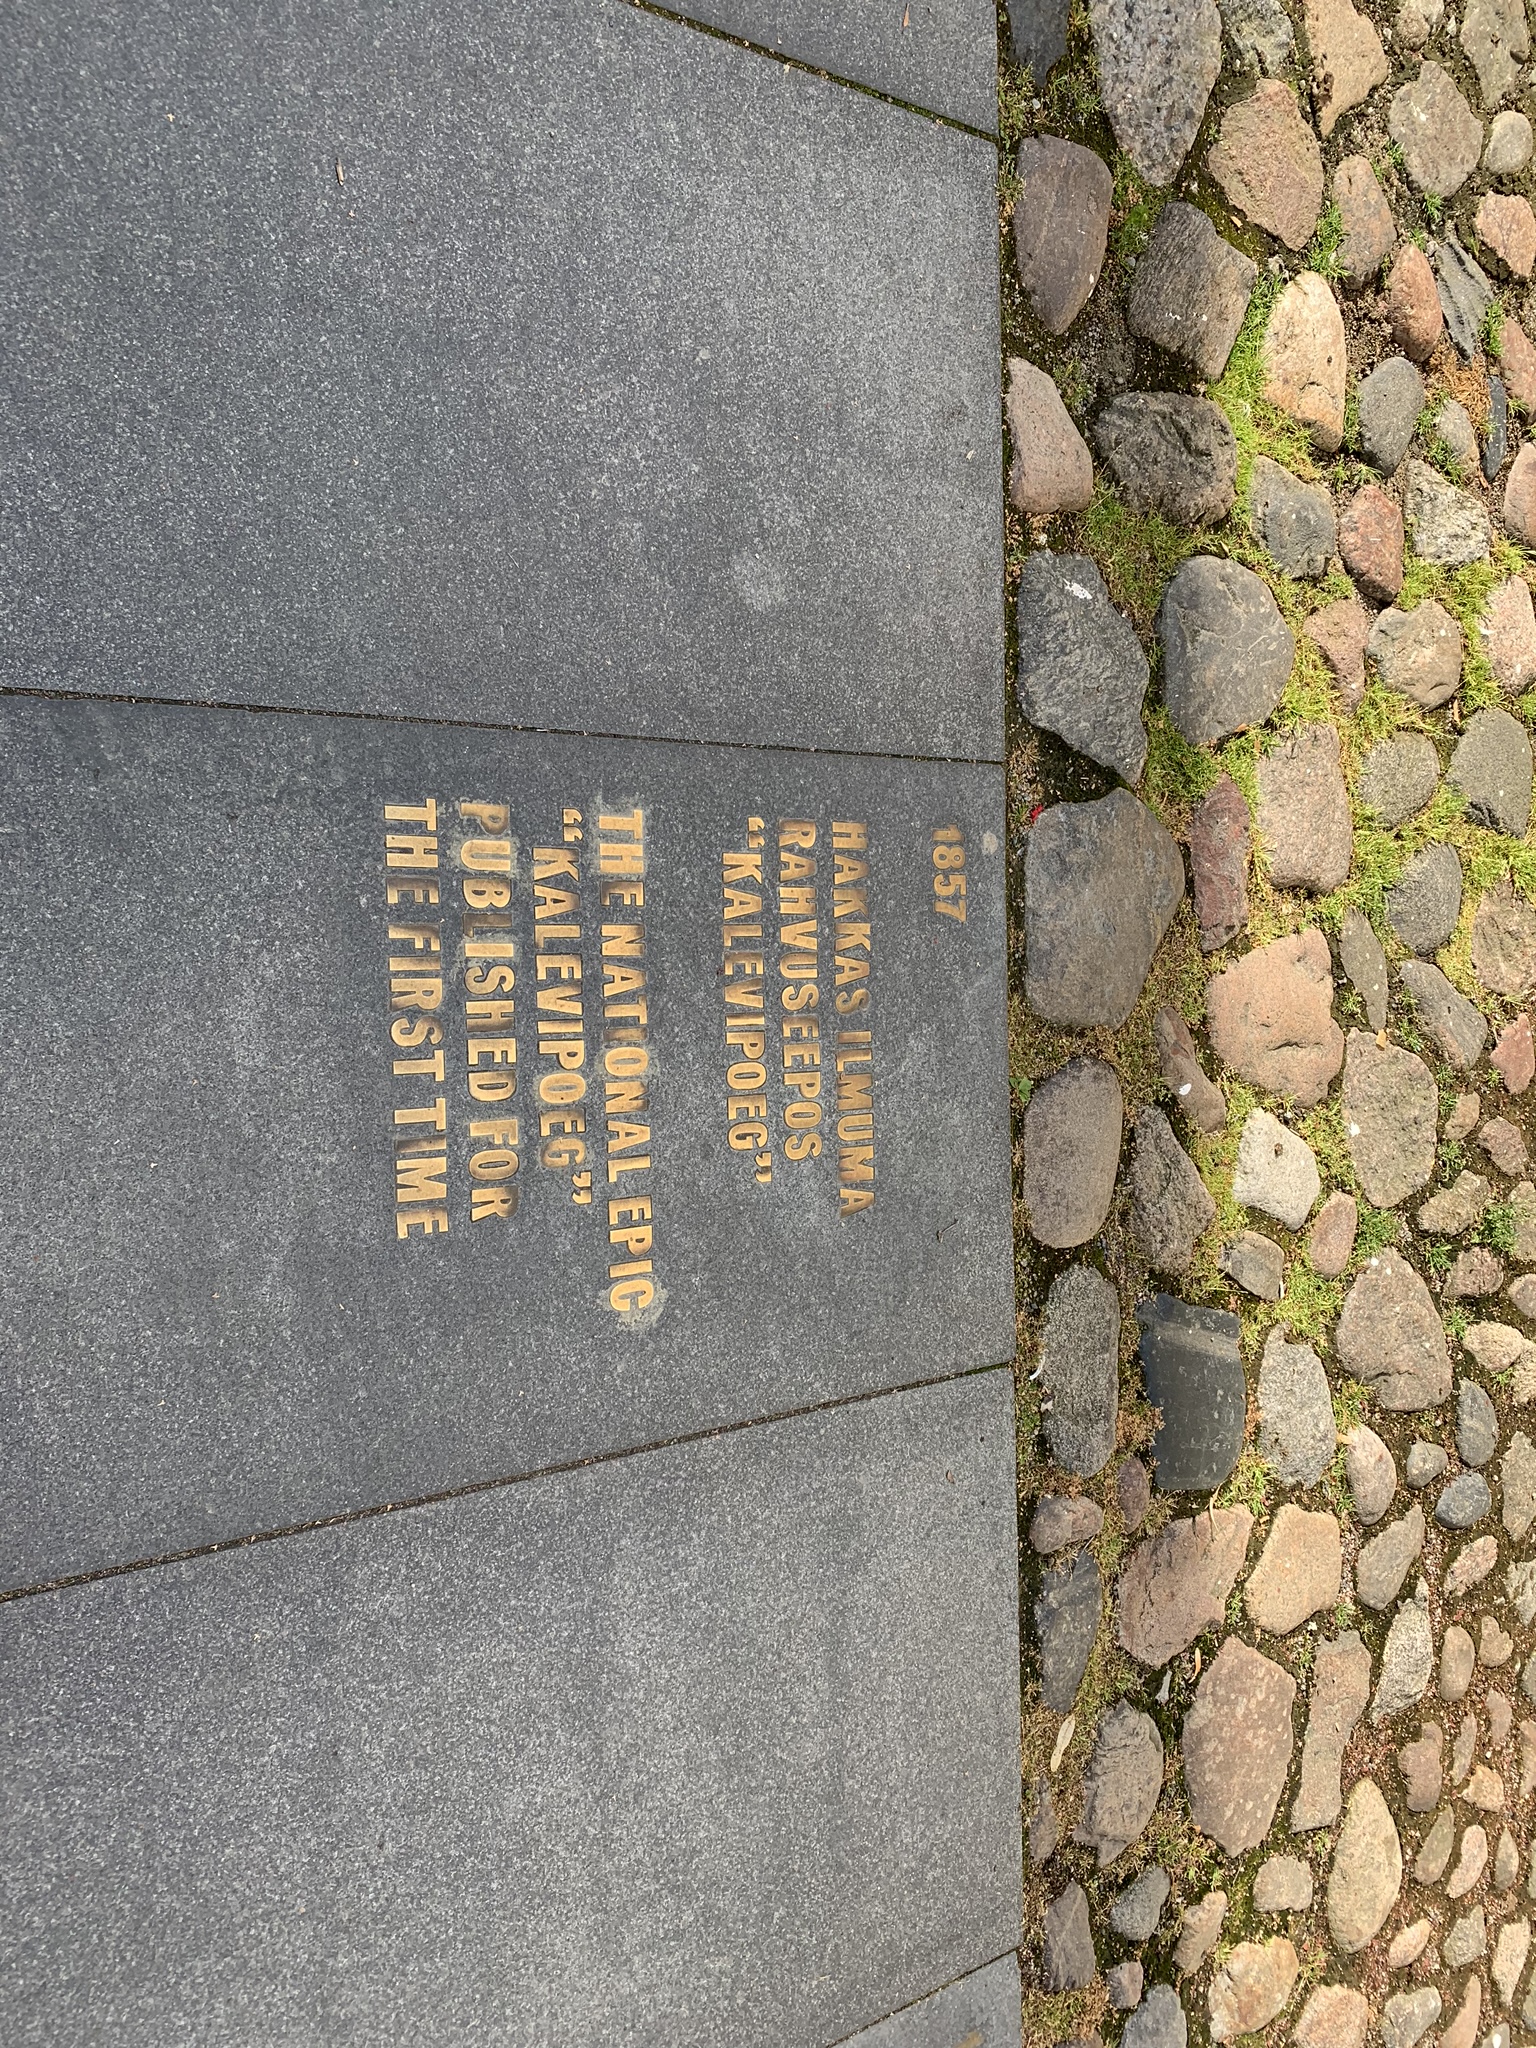 1857
HAKKAS ILMUMA
RAHVUSEEPOS
“KALEVIPOEG”
THE NATIONAL EPIC
“KALEVIPOEG”
PUBLISHED FOR
THE FIRST TIME